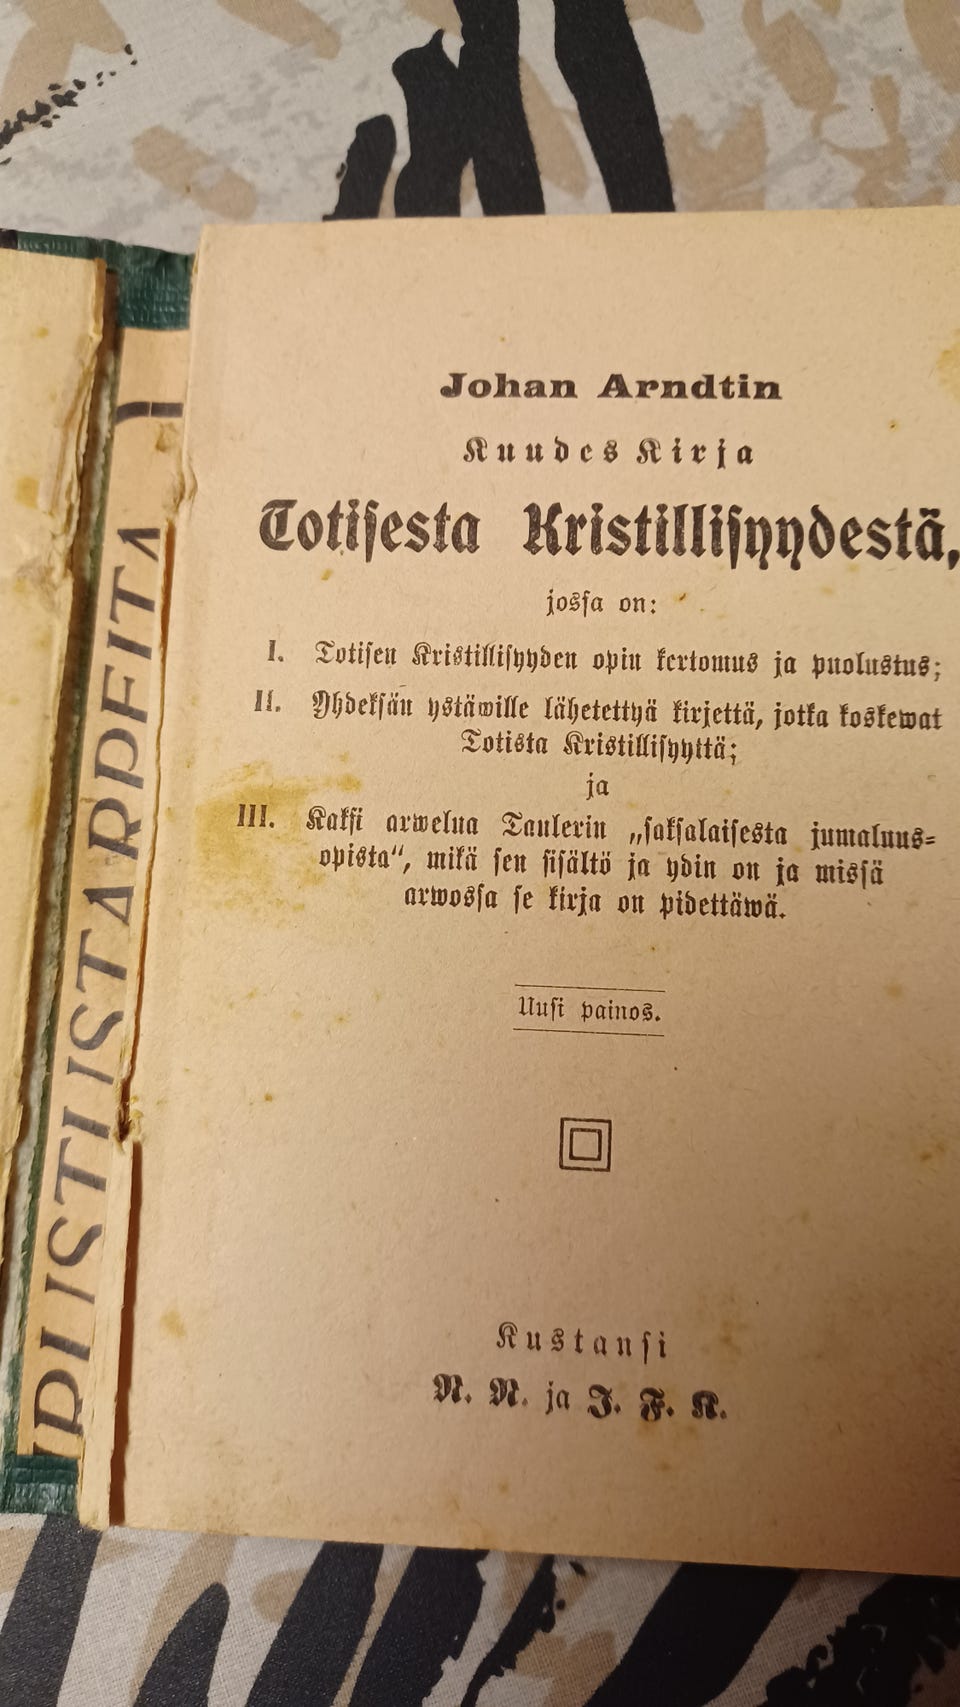 Johan Arndtin
Kuudes Kirja
Totisesta Kristillisyydestä,
jossa on:
I. Totisen Kristillisyyden opin kertomus ja puolustus;
II. Yhdeksän ystäwille lähetettyä kirjettä, jotka koskewat
Totista Kristillisyyttä;
ja
III. Kaksi arwelua Taulerin „saksalaisesta jumaluus-
opista“, mikä sen sisältö ja ydin on ja missä
arwossa se kirja on pidettäwä.
Uusi painos.
Kustansi
N. N. ja J. F. K.